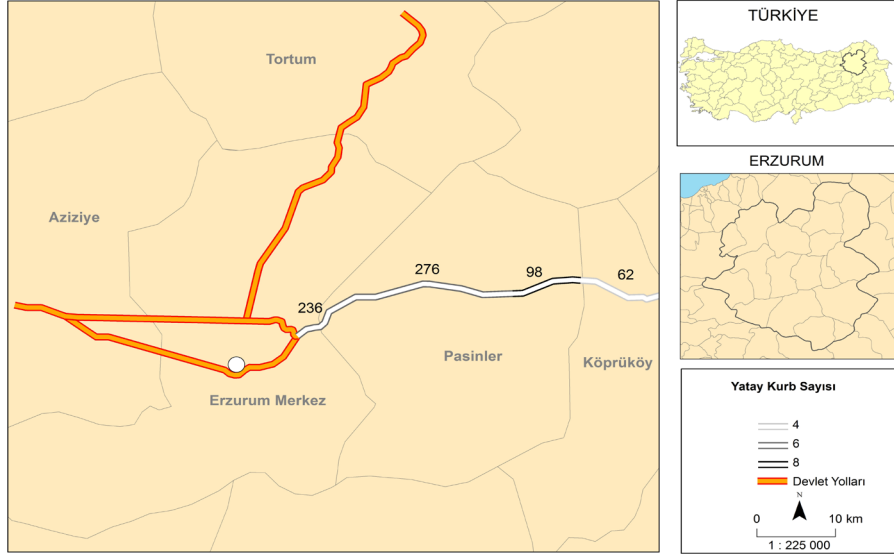 Tortum
Aziziye
236
276
98
62
Pasinler
Köprüköy
Erzurum Merkez
TÜRKİYE
ERZURUM
Yatay Kurb Sayısı
4
6
8
Devlet Yolları
N
0 10 km
1 : 225 000